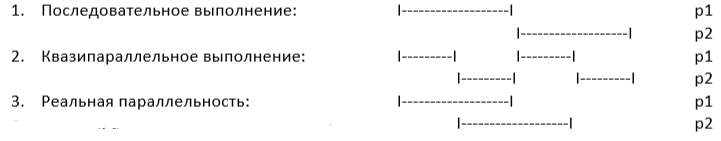 1. Последовательное выполнение: |-------------------| p1
|-------------------| p2
2. Квазипараллельное выполнение: |---------| |---------| p1
|---------| |---------| p2
3. Реальная параллельность: |-------------------| p1
|-------------------| p2